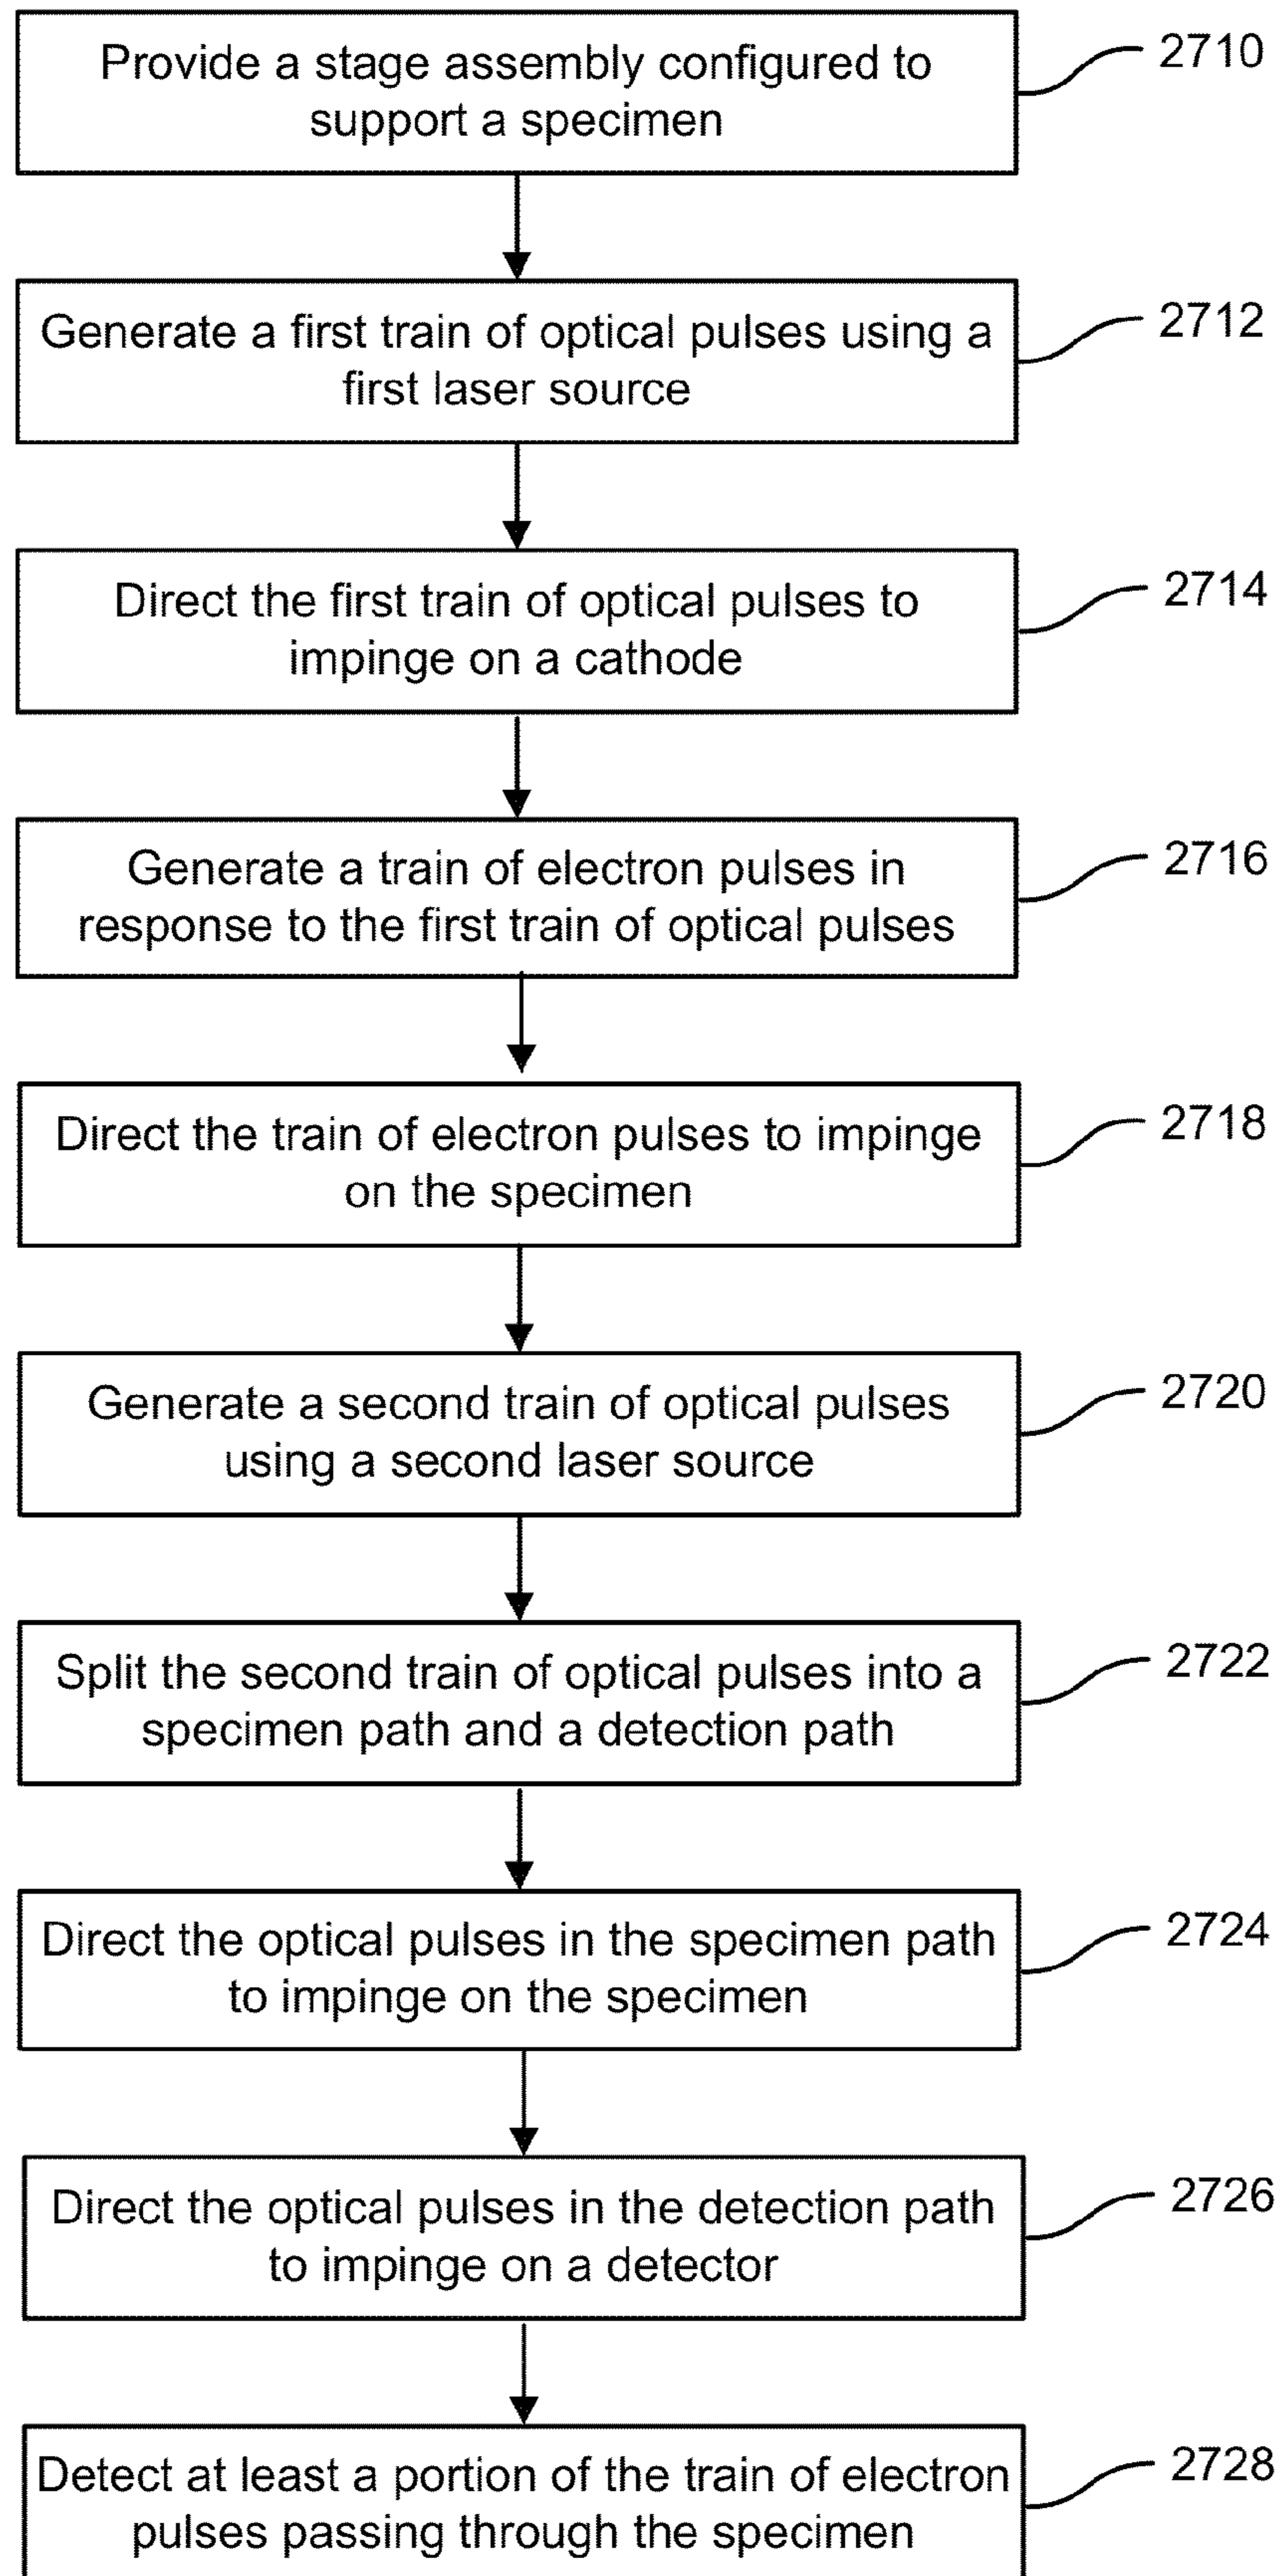 Provide a stage assembly configured to
support a specimen
2710
Generate a first train of optical pulses using a
first laser source
2712
Direct the first train of optical pulses to
impinge on a cathode
2714
Generate a train of electron pulses in
response to the first train of optical pulses
2716
Direct the train of electron pulses to impinge
on the specimen
2718
Generate a second train of optical pulses
using a second laser source
2720
Split the second train of optical pulses into a
specimen path and a detection path
2722
Direct the optical pulses in the specimen path
to impinge on the specimen
2724
Direct the optical pulses in the detection path
to impinge on a detector
2726
Detect at least a portion of the train of electron
pulses passing through the specimen
2728